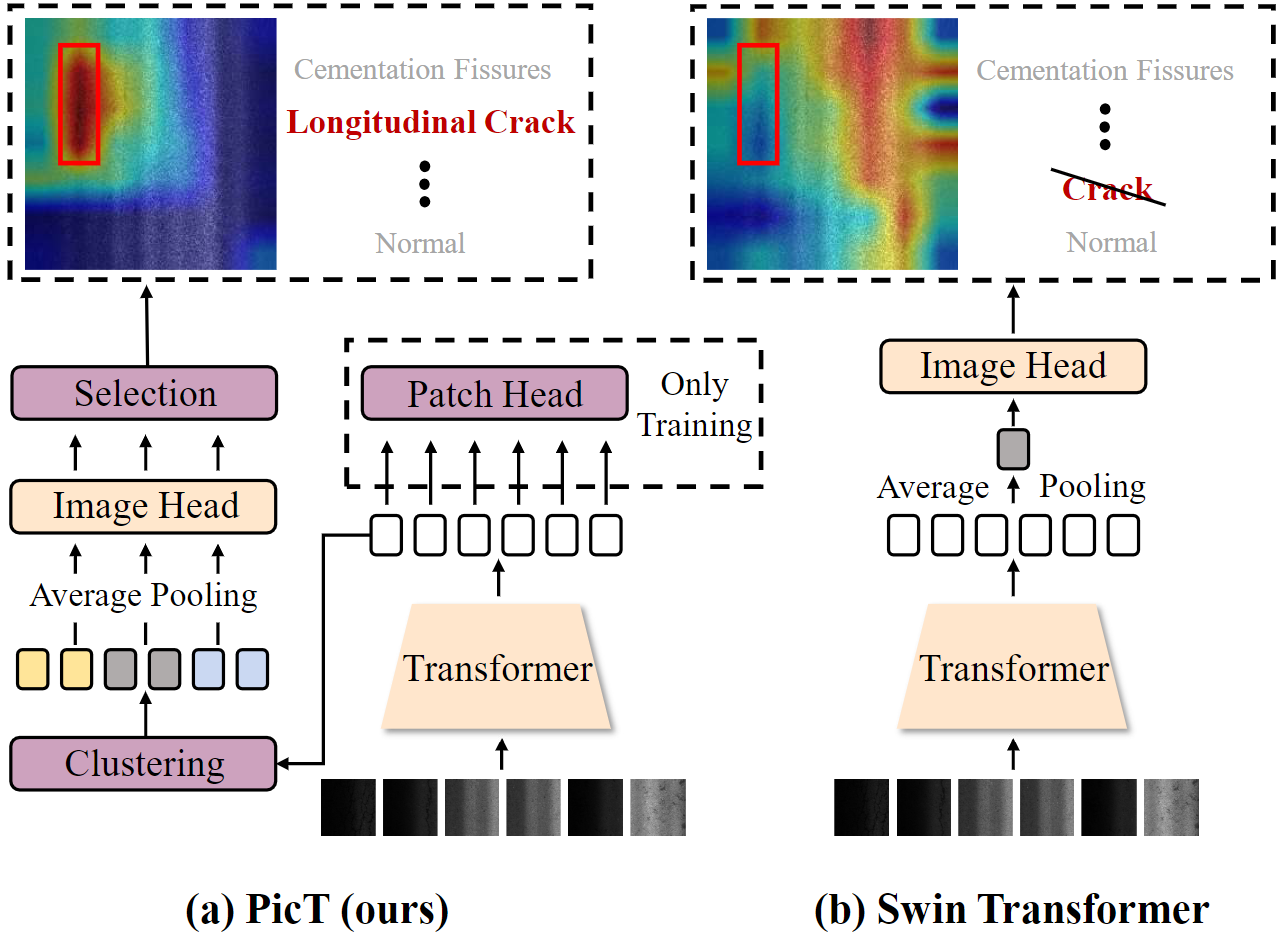 Cementation Fissures
Longitudinal Crack
Normal
Selection
Image Head
Average Pooling
Clustering
Patch Head
Only
Training
Transformer
(a) PicT (ours)
Cementation Fissures
Crack
Normal
Image Head
Average Pooling
Transformer
(b) Swin Transformer